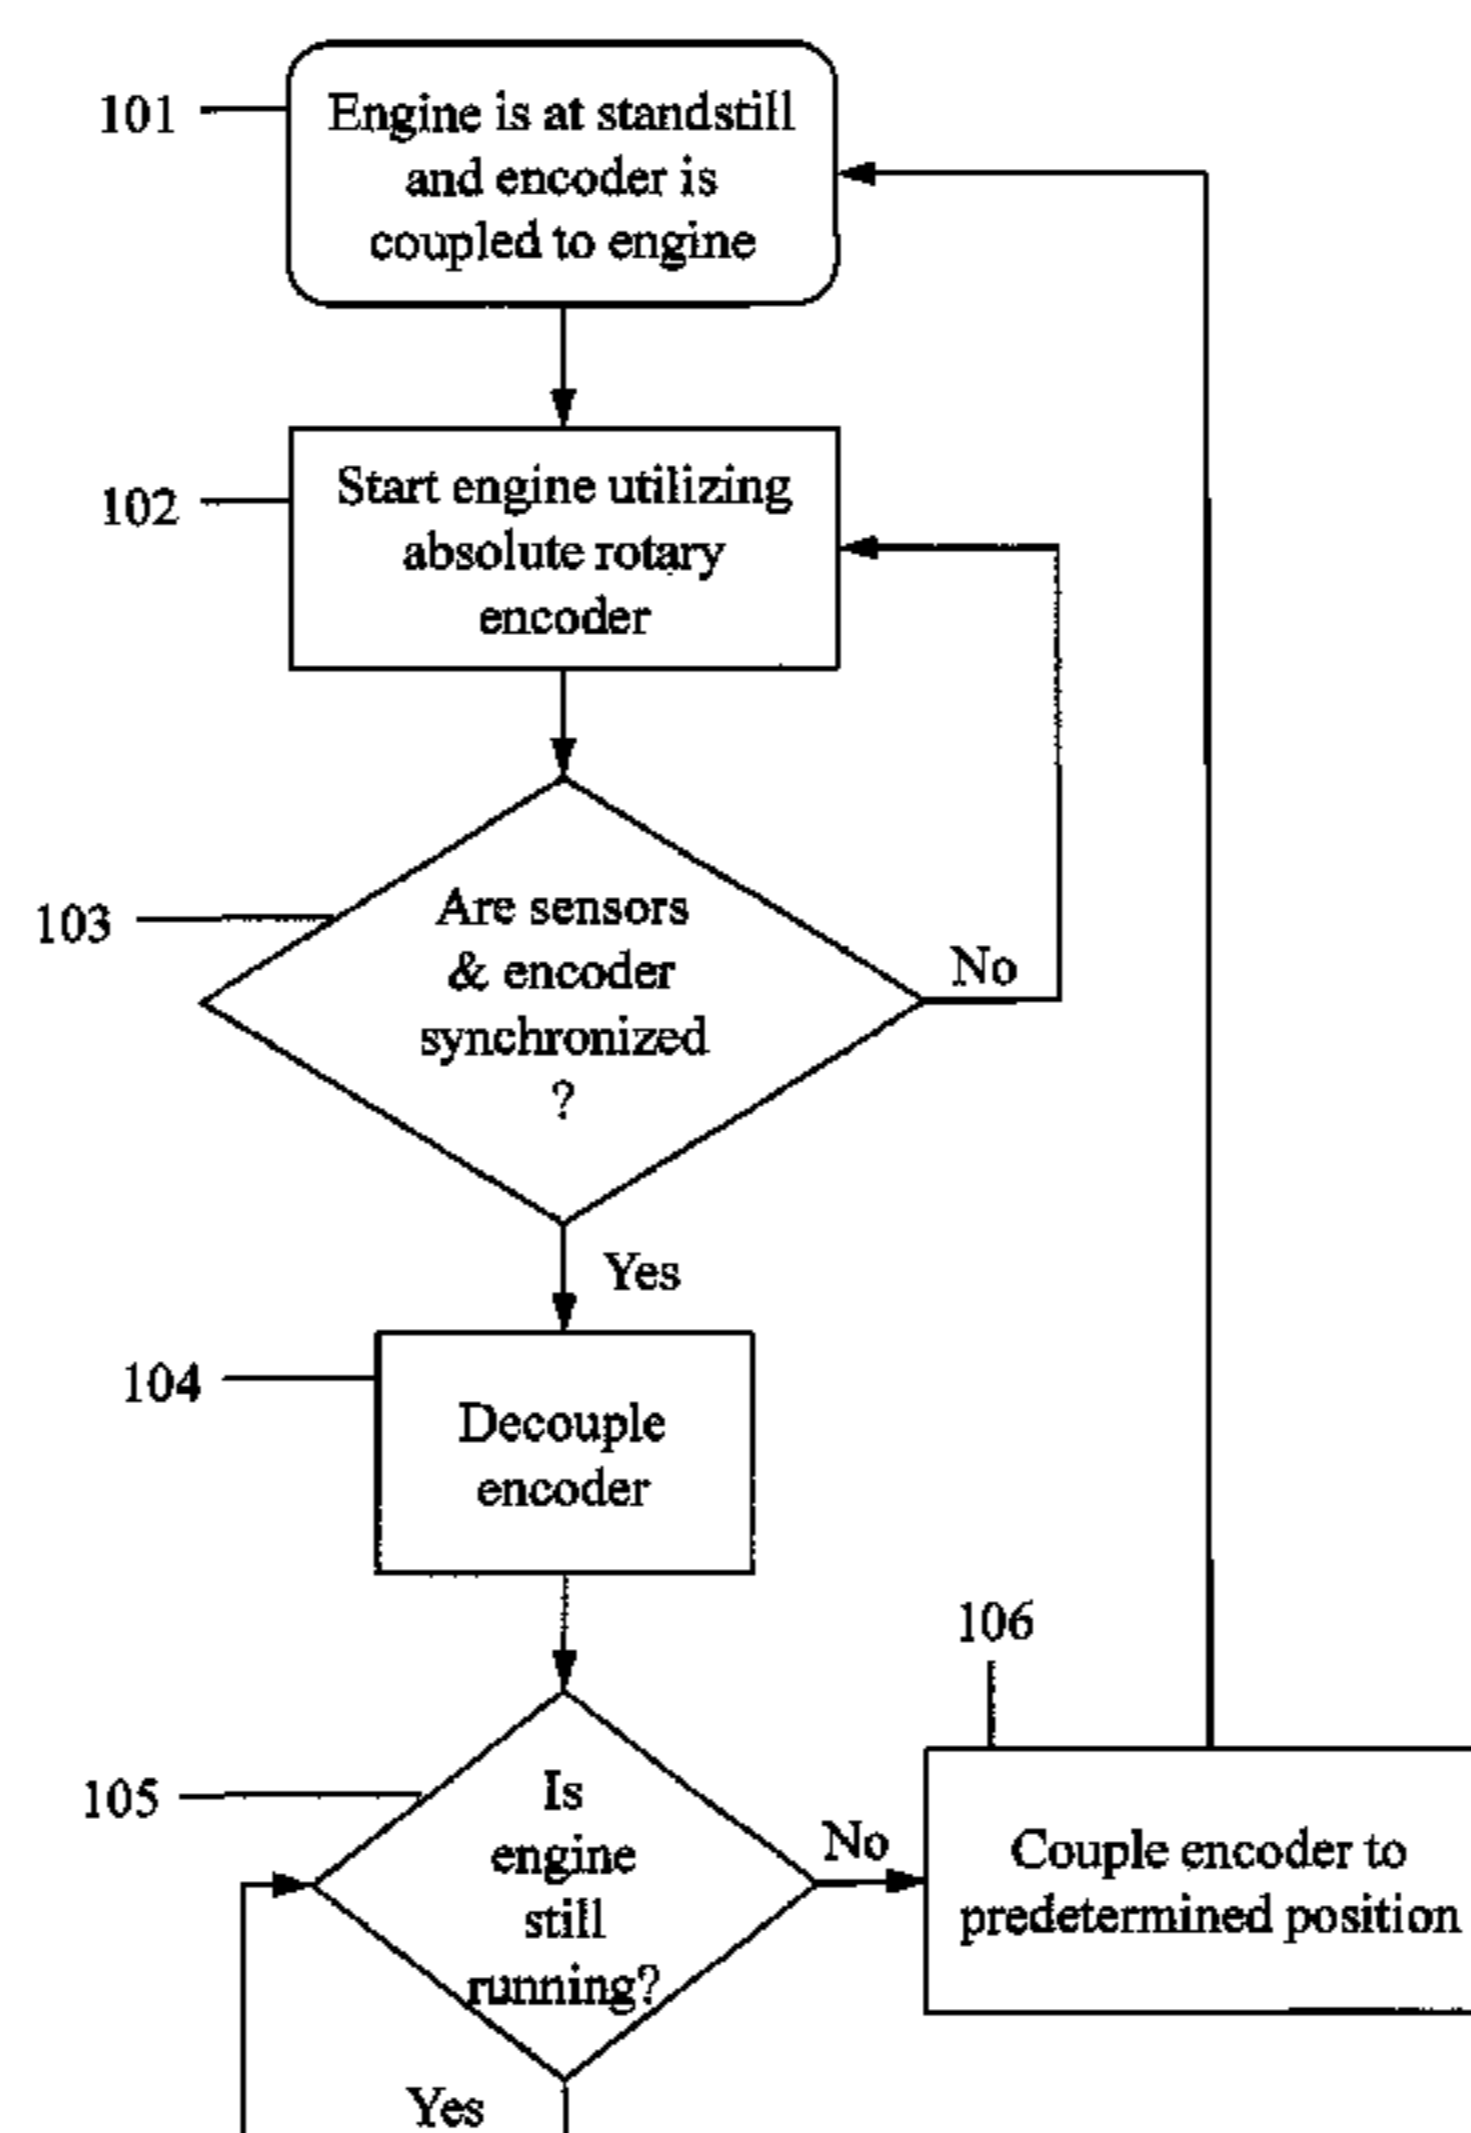 101
Engine is at standstill
and encoder is
coupled to engine
102
Start engine utilizing
absolute rotary
encoder
103
Are sensors
& encoder
synchronized
?
No
Yes
104
Decouple
encoder
105
Is
engine
still
running?
No
106
Couple encoder to
predetermined position
Yes